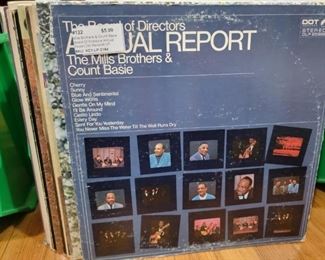 The Board of Directors
#122 $5.99
ANNUAL REPORT
The Mills Brothers &
Count Basie
Cherry
Sunny
Blue And Sentimental
Glow Worm
Gentle On My Mind
I'll Be Around
Cielito Lindo
Every Day
Sent For You Yesterday
You Never Miss The Water Till The Well Runs Dry
DOT